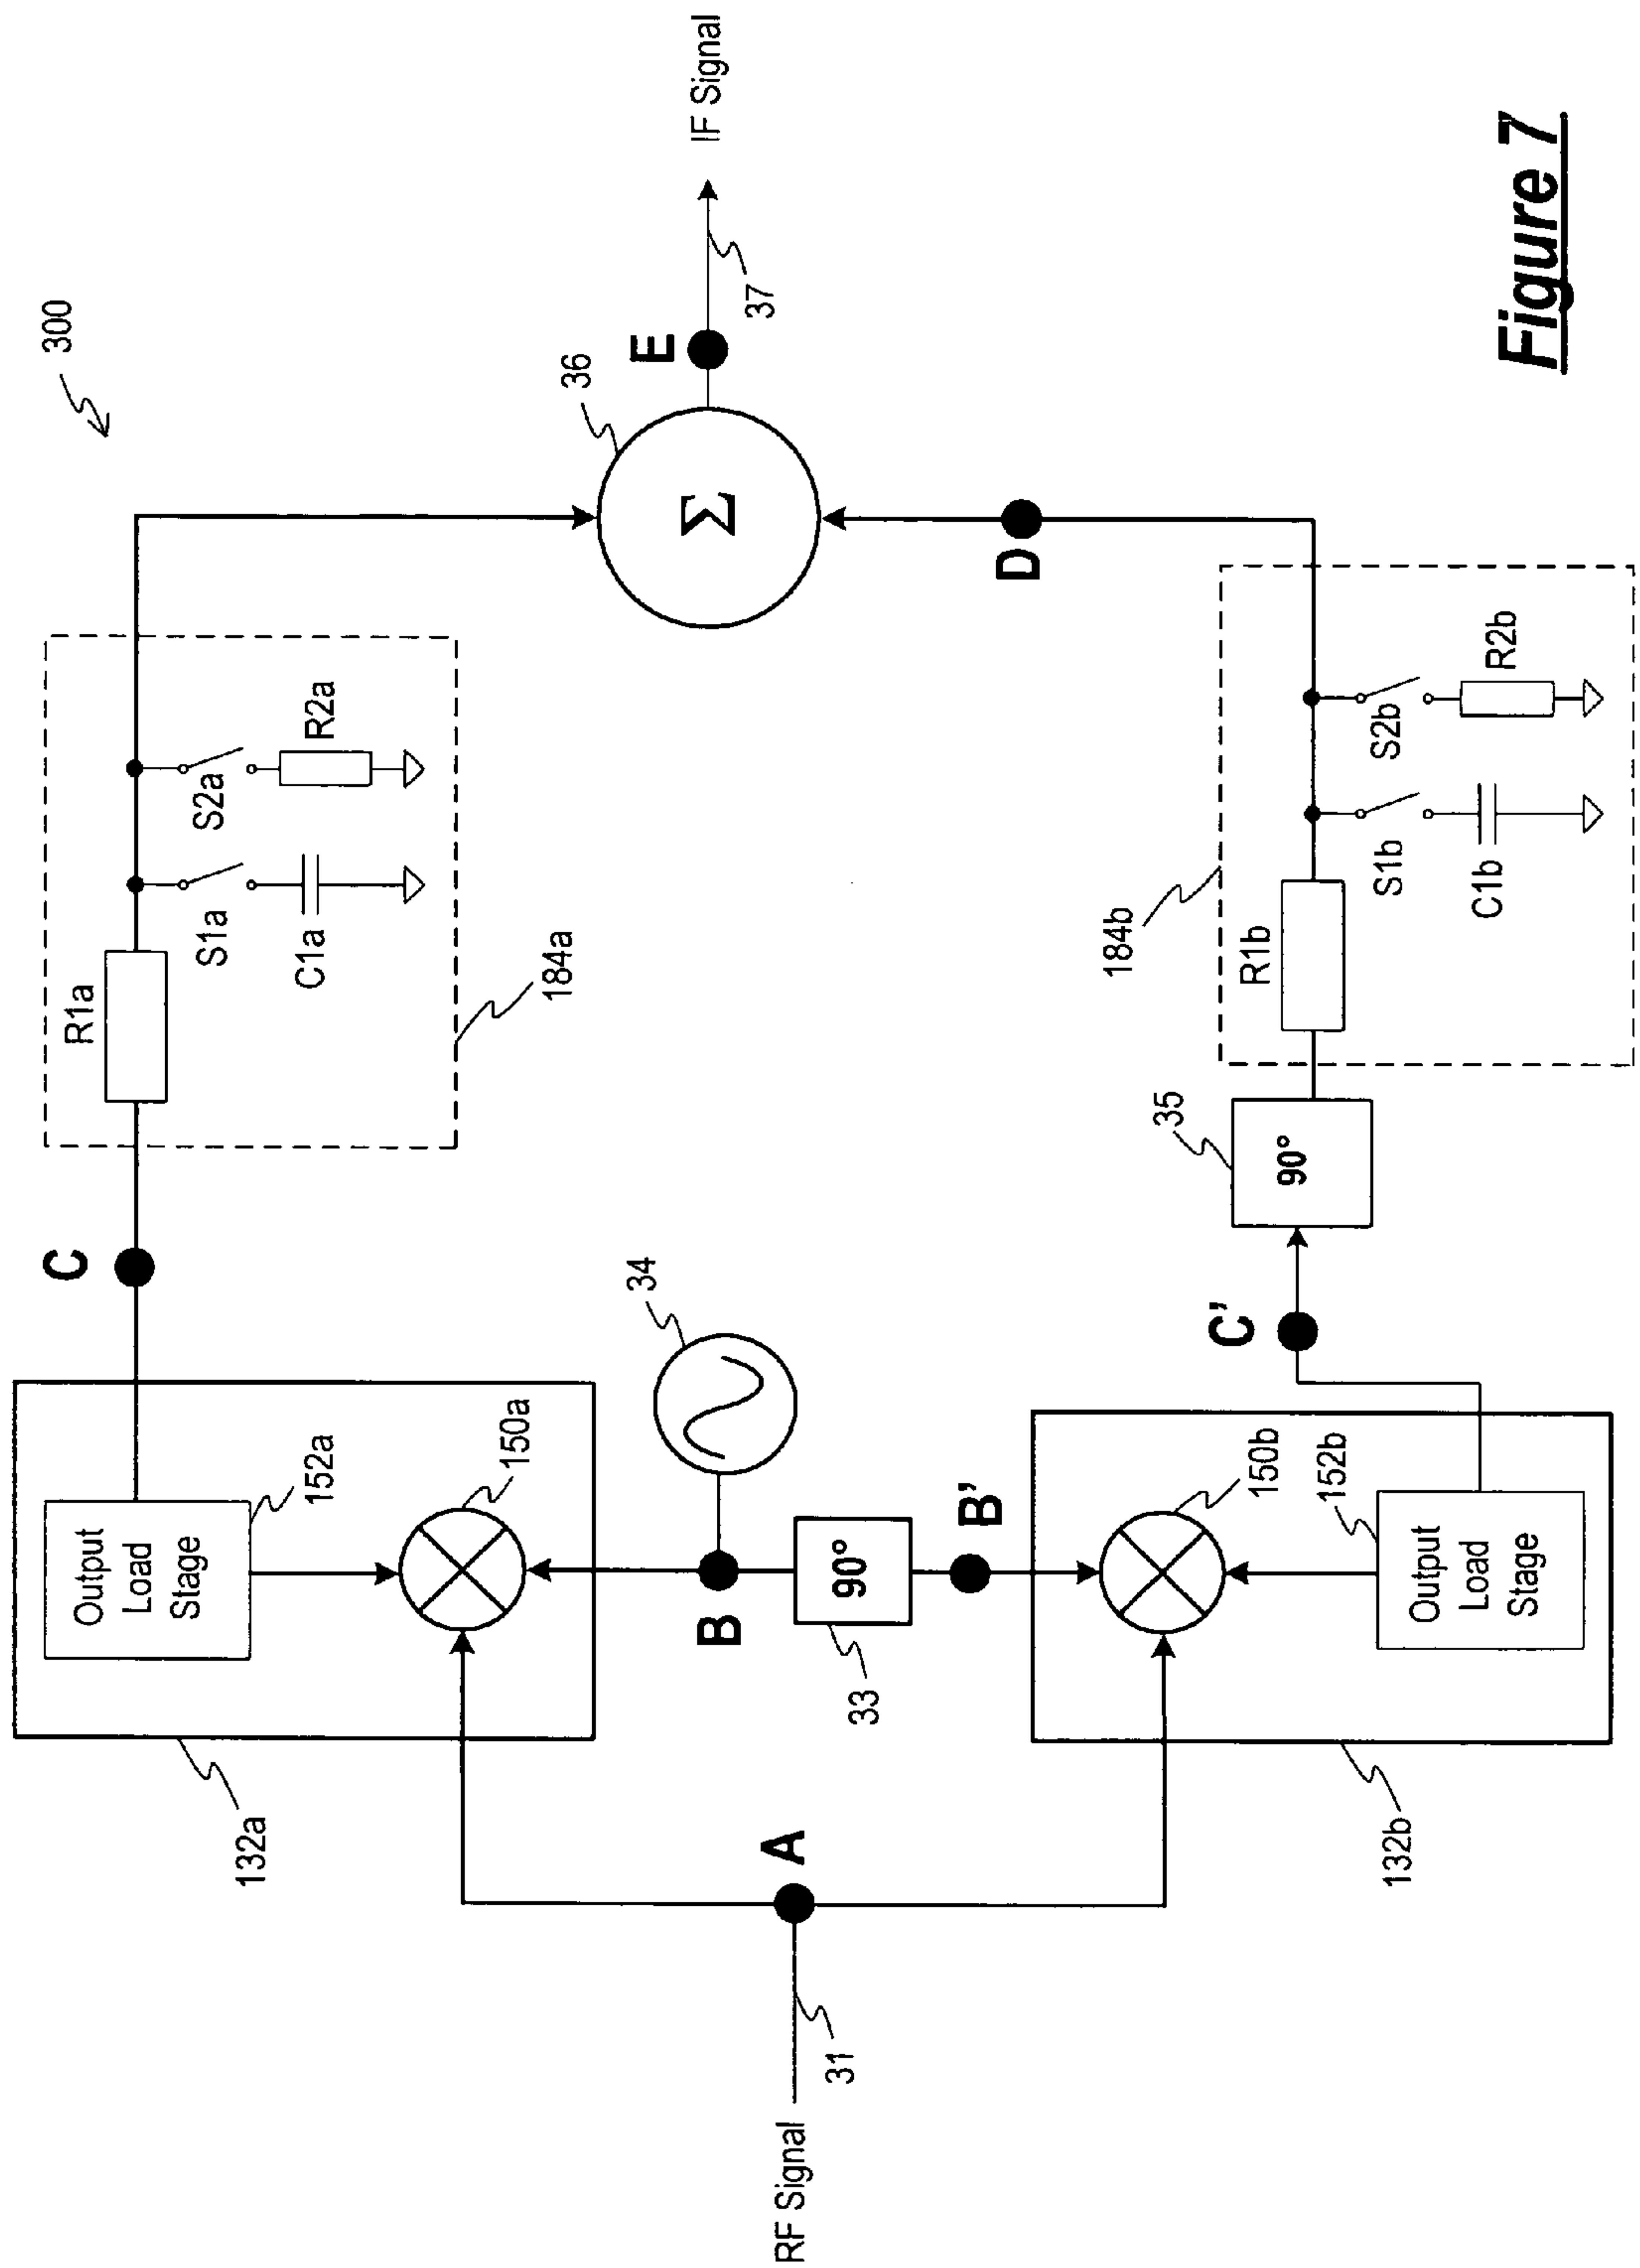 300
C
R1a
S1a
C1a
S2a
R2a
184a
Output
Load
Stage
152a
150a
132a
34
B
90°
33
B'
A
RF Signal
31
36
Σ
E
37
IF Signal
D
150b
152b
Output
Load
Stage
132b
C'
35
90°
184b
R1b
S1b
C1b
S2b
R2b
Figure 7